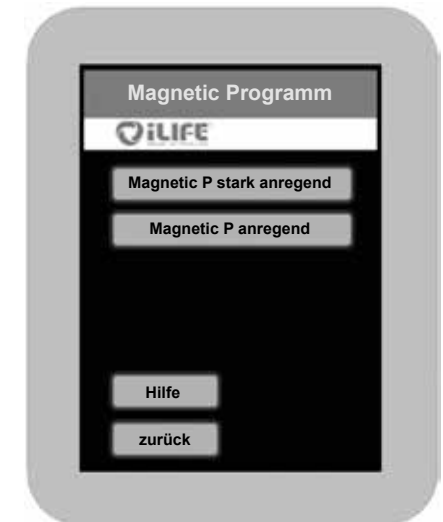 Magnetic Programm
iLIFE
Magnetic P stark anregend
Magnetic P anregend
Hilfe
zurück